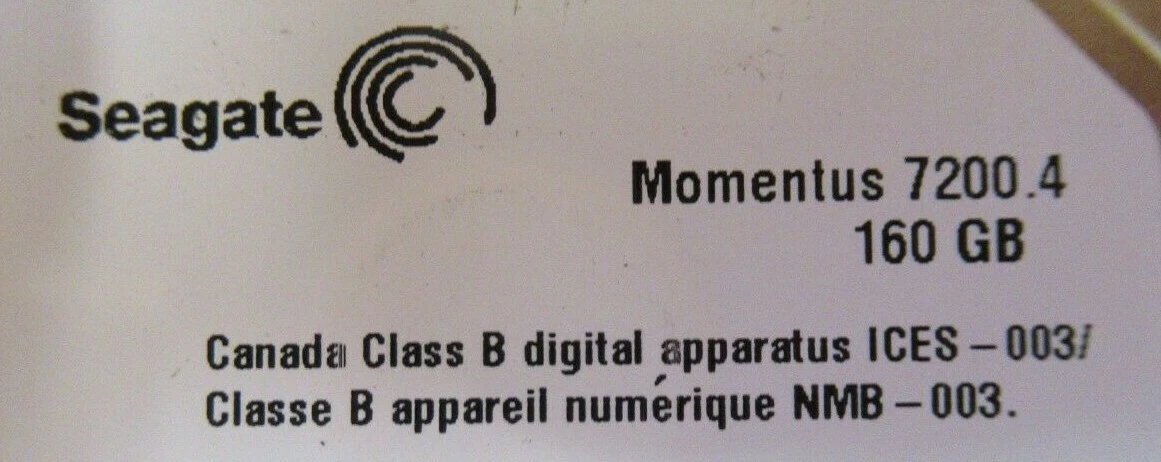 Seagate
Momentus 7200.4
160 GB
Canada Class B digital apparatus ICES – 003/
Classe B appareil numérique NMB – 003.